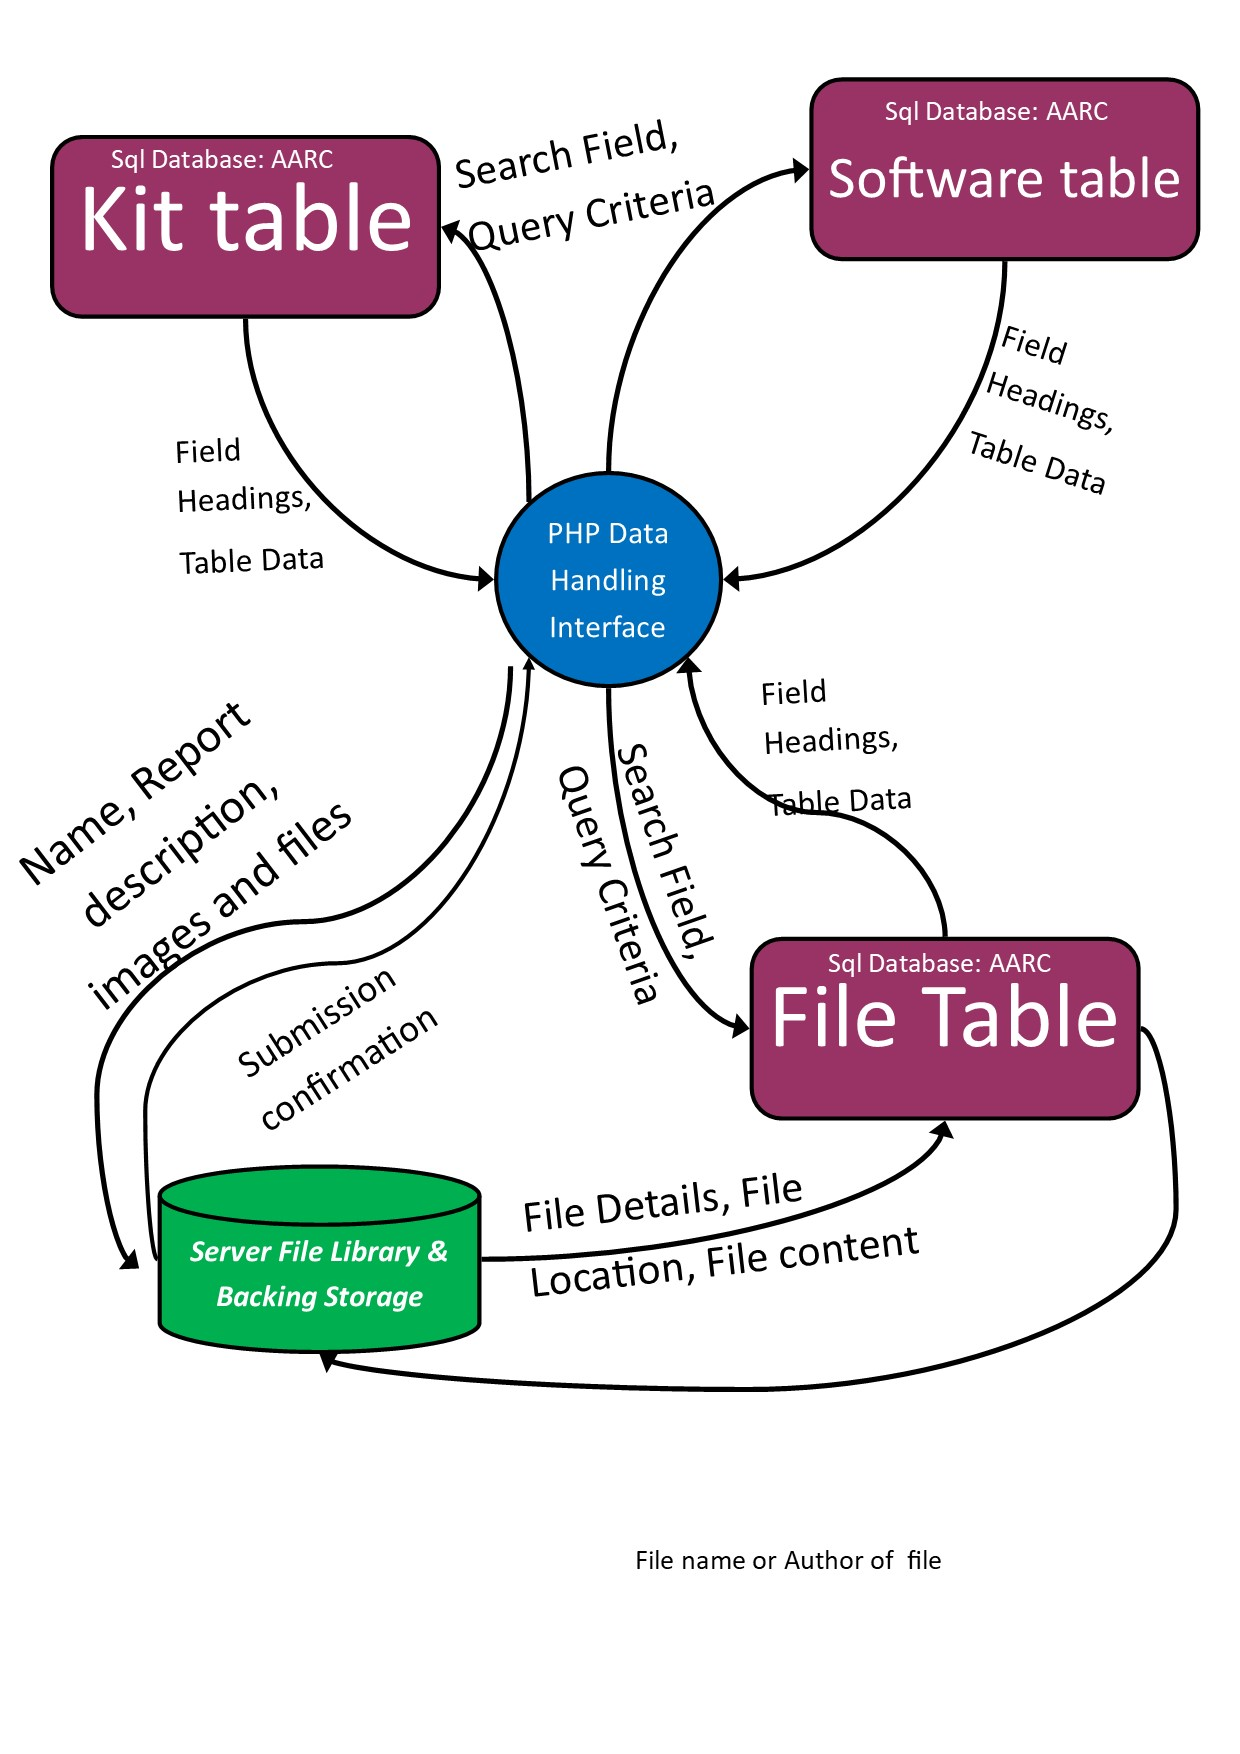 Sql Database: AARC
Kit table
Search Field,
Query Criteria
Sql Database: AARC
Software table
Field
Headings,
Table Data
Field
Headings,
Table Data
PHP Data
Handling
Interface
Name, Report
description,
images and files
Submission
confirmation
Search Field,
Query Criteria
Field
Headings,
Table Data
Sql Database: AARC
File Table
Server File Library &
Backing Storage
File Details, File
Location, File content
File name or Author of  file